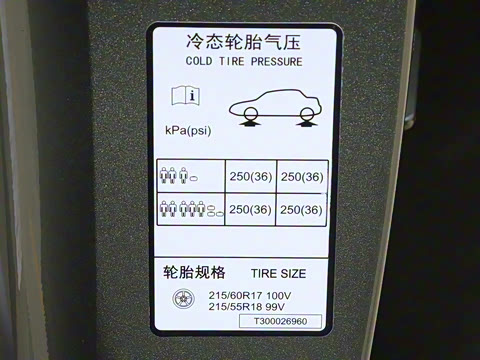 冷态轮胎气压
COLD TIRE PRESSURE
i
kPa(psi)
250(36) 250(36)
250(36) 250(36)
轮胎规格 TIRE SIZE
215/60R17 100V
215/55R18 99V
T300026960